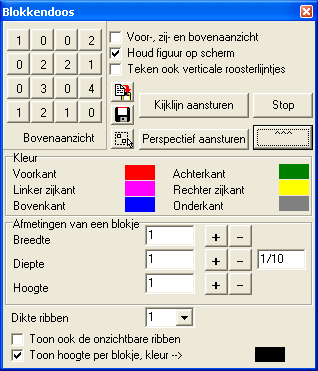 Blokkendoos
1 0 0 2
0 2 2 1
0 3 0 4
1 2 1 0
Bovenaanzicht
Voor-, zij- en bovenaanzicht
Houd figuur op scherm
Teken ook verticale roosterlijntjes
Kijklijn aansturen
Stop
Perspectief aansturen
^^^
Kleur
Voorkant
Achterkant
Linker zijkant
Rechter zijkant
Bovenkant
Onderkant
Afmetingen van een blokje
Breedte 1 + -
Diepte 1 + - 1/10
Hoogte 1 + -
Dikte ribben 1
Toon ook de onzichtbare ribben
Toon hoogte per blokje, kleur -->